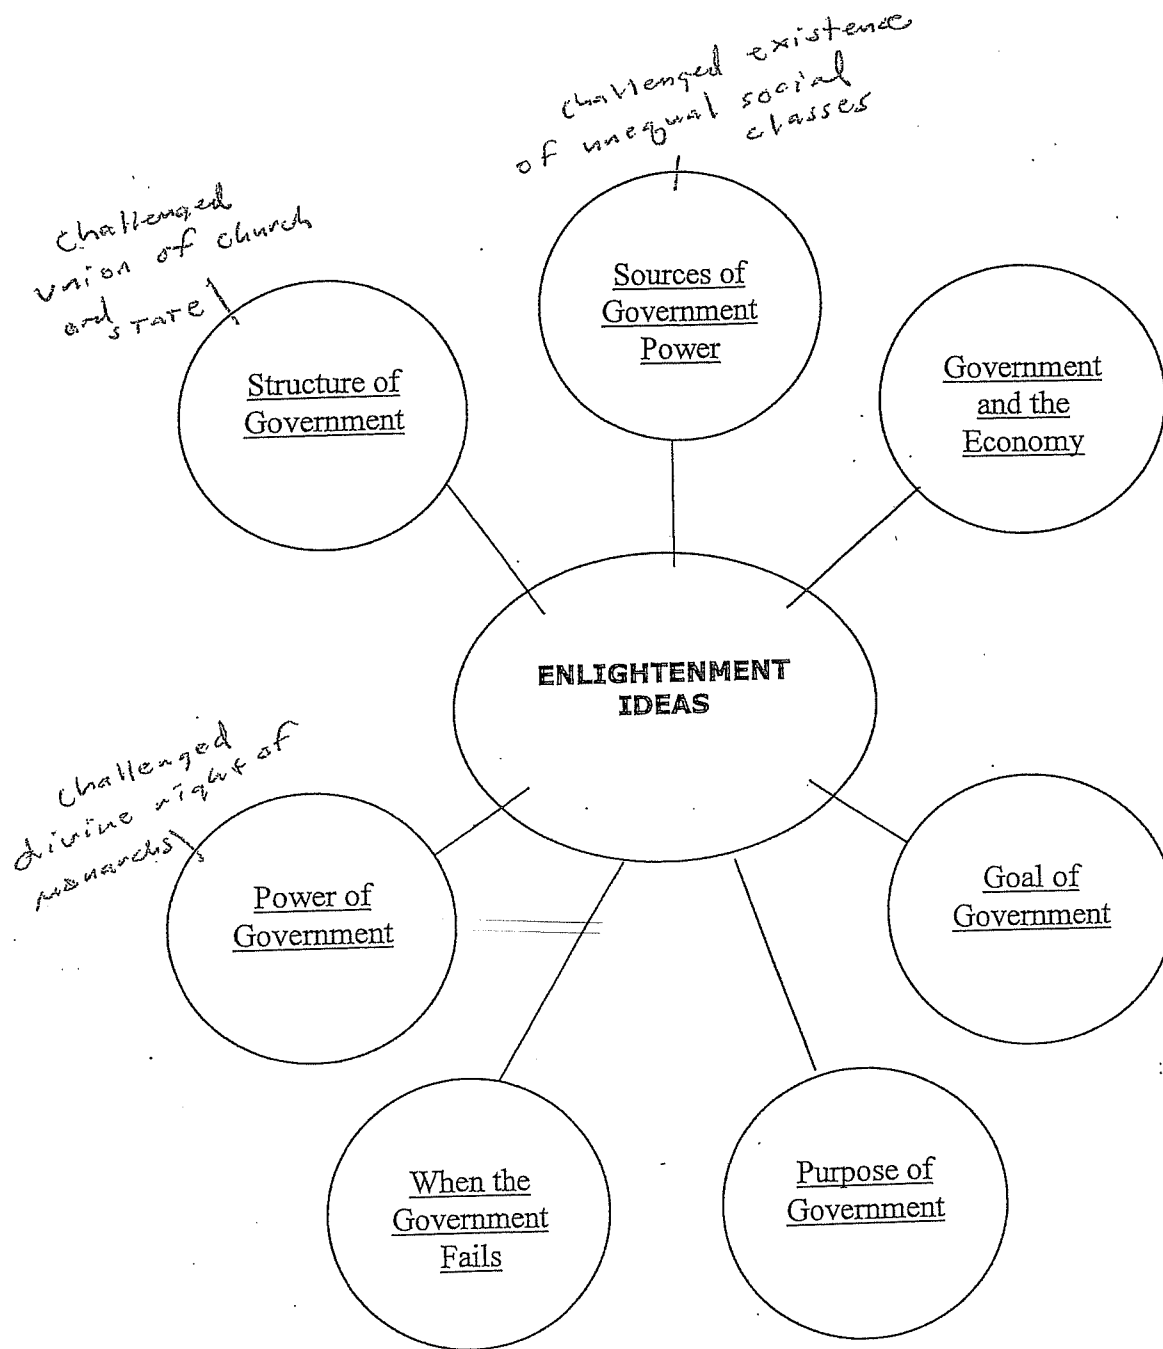 challenged existence
of unequal social
classes
challenged
union of church
and state
Sources of
Government
Power
Structure of
Government
Government
and the
Economy
ENLIGHTENMENT
IDEAS
challenged
divine right of
monarchs
Power of
Government
Goal of
Government
When the
Government
Fails
Purpose of
Government